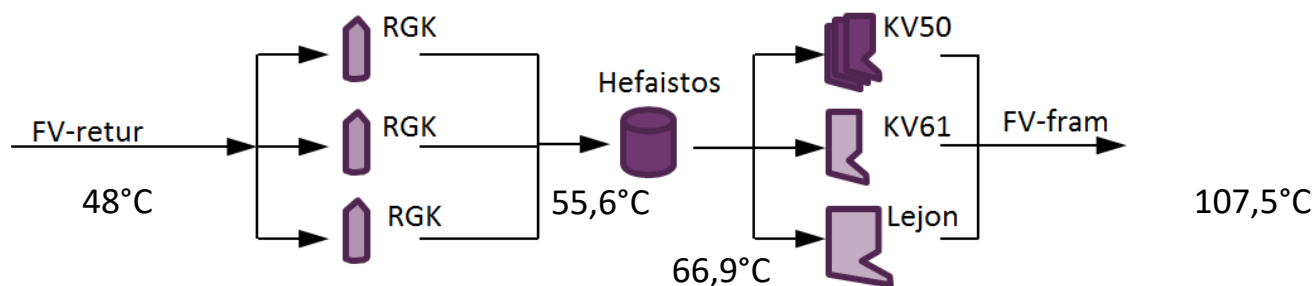 RGK
KV50
Hefaistos
FV-retur
RGK
KV61
FV-fram
48°C
RGK
55,6°C
Lejon
107,5°C
66,9°C